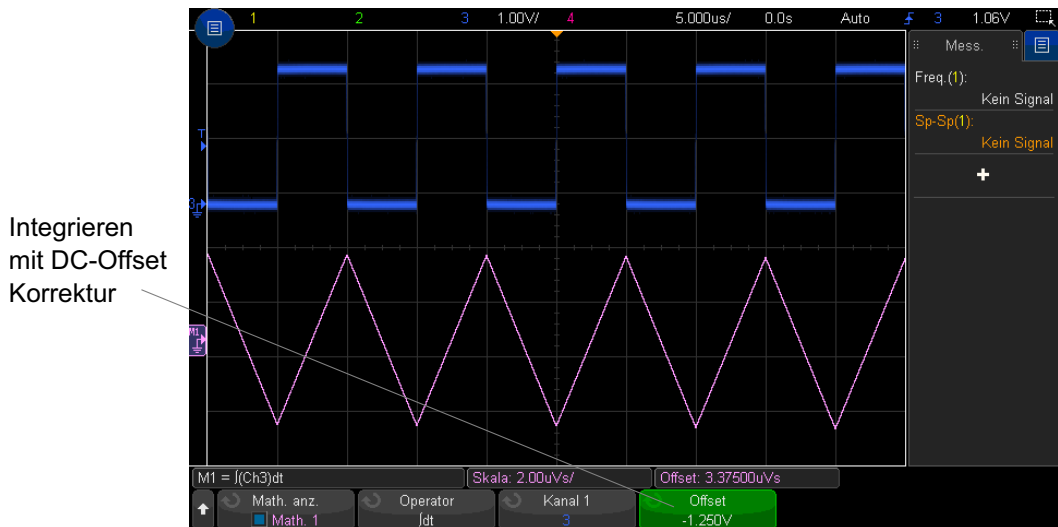 1 2 3 1.00V/ 4 5.000us/ 0.0s Auto 3 1.06V
Mess.
Freq.(1):
Kein Signal
Sp-Sp(1):
Kein Signal
T
3
Integrieren
mit DC-Offset
Korrektur
M1
M1 = ∫(Ch3)dt Skala: 2.00uVs/ Offset: 3.37500uVs
Math. anz. Operator Kanal 1 Offset
Math. 1 ∫dt 3 -1.250V